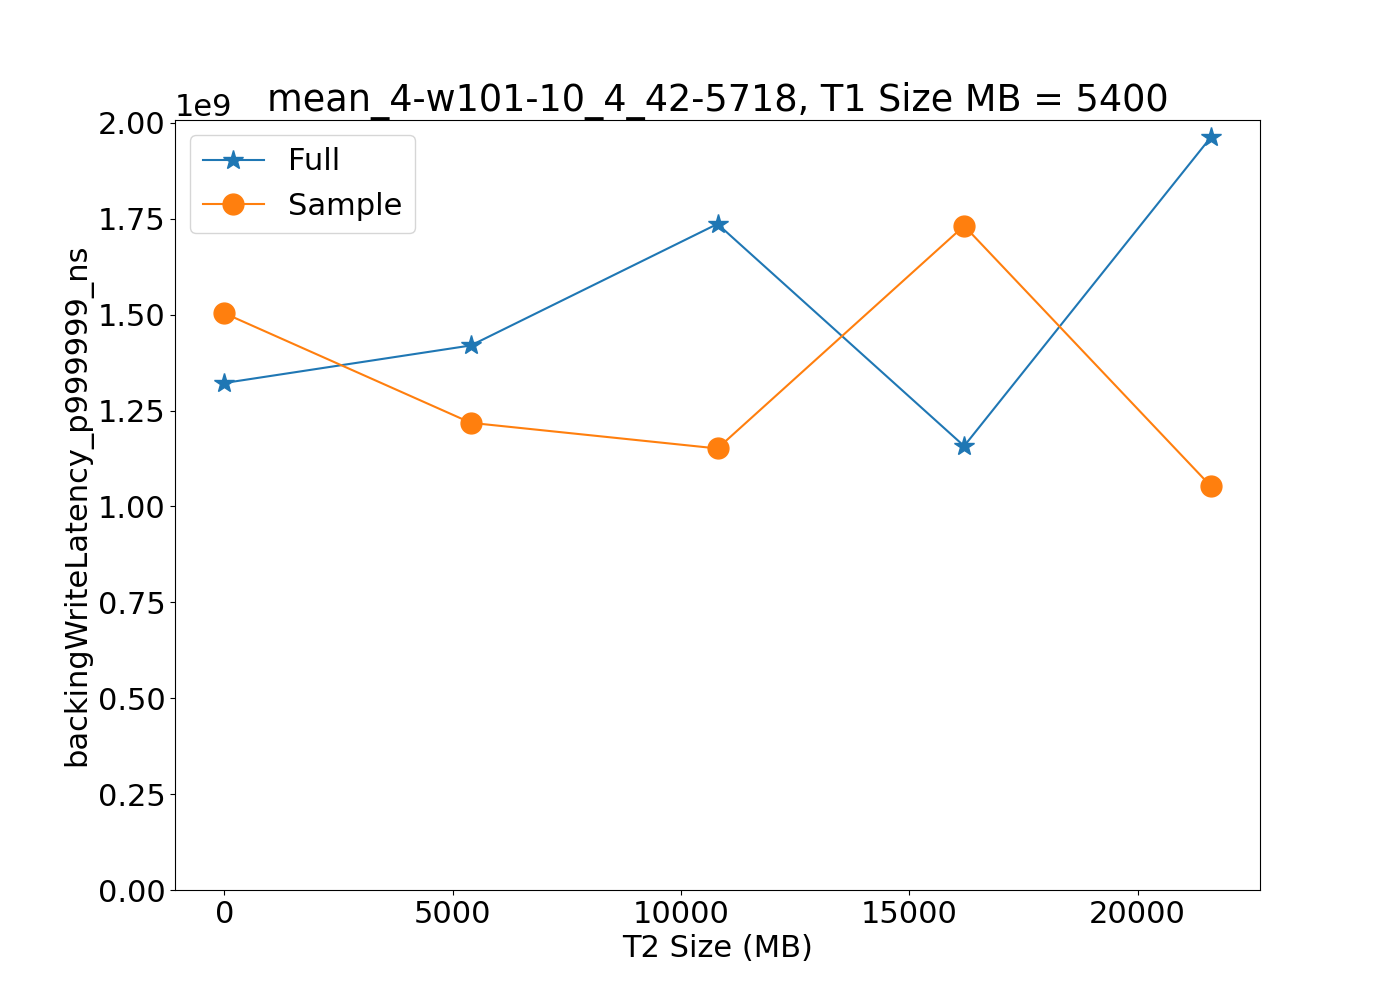 mean_4-w101-10_4_42-5718, T1 Size MB = 5400
1e9
2.00
1.75
1.50
1.25
1.00
0.75
0.50
0.25
0.00
backingWriteLatency_p999999_ns
Full
Sample
0
5000
10000
15000
20000
T2 Size (MB)